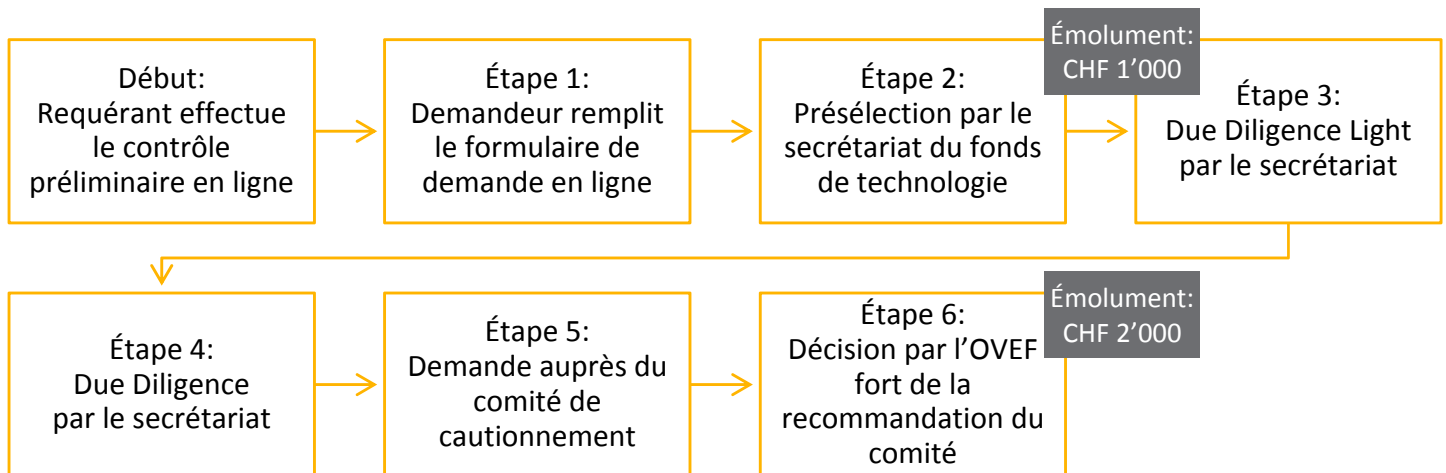 Début:
Requérant effectue
le contrôle
préliminaire en ligne
Étape 1:
Demandeur remplit
le formulaire de
demande en ligne
Étape 2:
Présélection par le
secrétariat du fonds
de technologie
Émolument:
CHF 1’000
Étape 3:
Due Diligence Light
par le secrétariat
Étape 4:
Due Diligence
par le secrétariat
Étape 5:
Demande auprès du
comité de
cautionnement
Étape 6:
Décision par l’OVEF
fort de la
recommandation du
comité
Émolument:
CHF 2’000